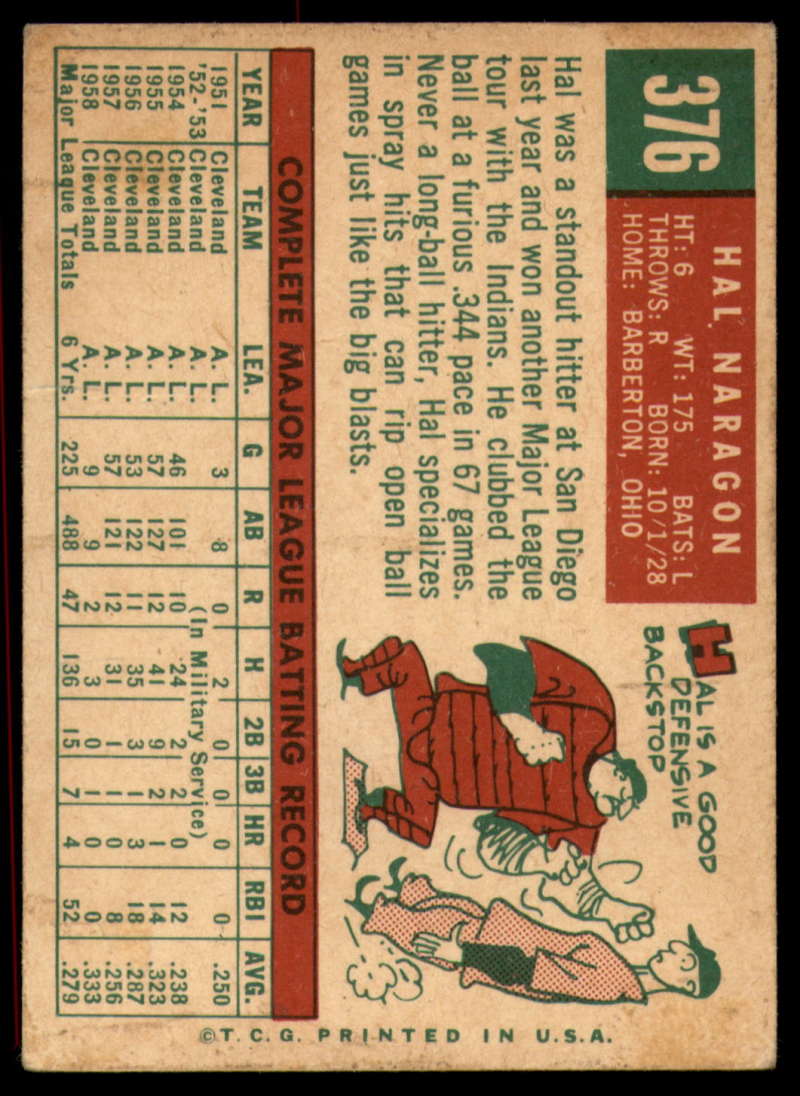 376
HAL NARAGON
HT: 6 WT: 175 BATS: L
THROWS: R BORN: 10/1/28
HOME: BARBERTON, OHIO
Hal was a standout hitter at San Diego
last year and won another Major League
tour with the Indians. He clubbed the
ball at a furious .344 pace in 67 games.
Never a long-ball hitter, Hal specializes
in spray hits that can rip open ball
games just like the big blasts.
HAL IS A GOOD
DEFENSIVE
BACKSTOP
COMPLETE MAJOR LEAGUE BATTING RECORD
YEAR TEAM LEA. G AB R H 2B 3B HR RBI AVG.
1951 Cleveland A. L. 3 8 0 2 0 0 0 0 .250
'52-'53 Cleveland A. L. (In Military Service)
1954 Cleveland A. L. 46 101 10 24 2 2 0 12 .238
1955 Cleveland A. L. 57 127 12 41 9 2 1 14 .323
1956 Cleveland A. L. 53 122 11 35 3 1 3 18 .287
1957 Cleveland A. L. 57 121 12 31 1 1 0 8 .256
1958 Cleveland A. L. 9 9 2 3 0 1 0 0 .333
Major League Totals 6 Yrs. 225 488 47 136 15 7 4 52 .279
©T.C.G. PRINTED IN U.S.A.